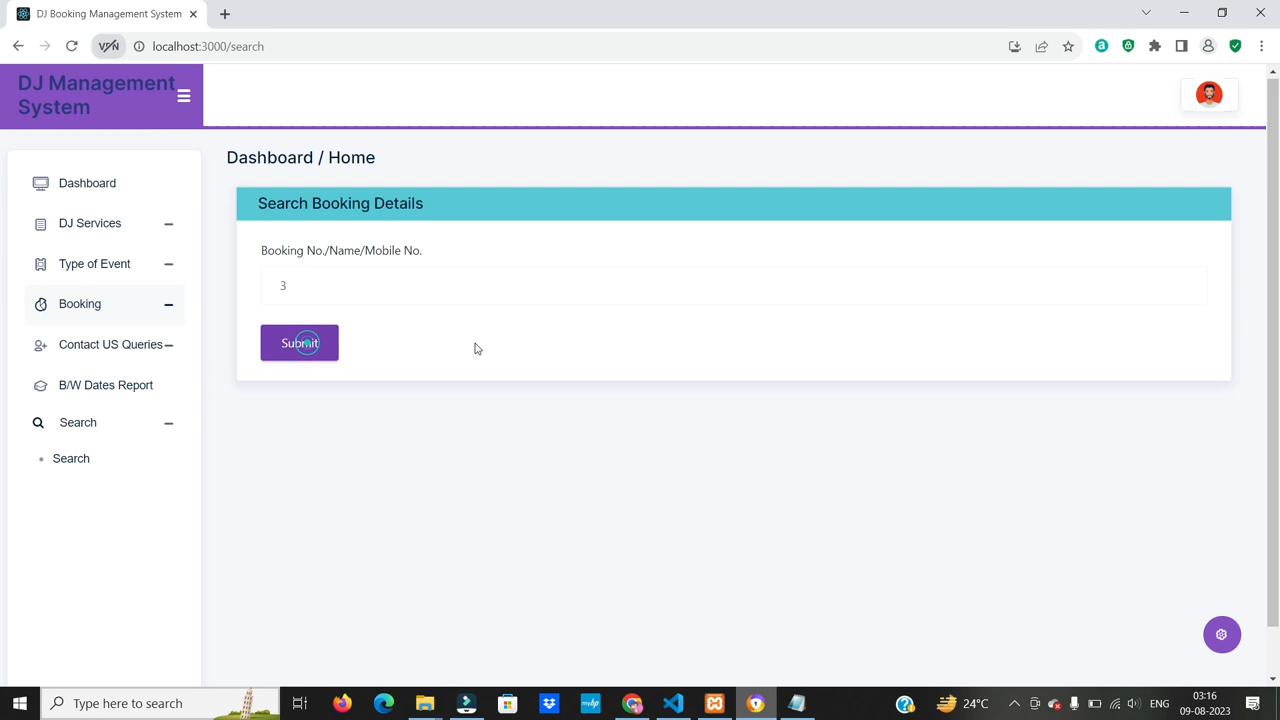 DJ Booking Management System
VPN
localhost:3000/search
DJ Management
System
Dashboard / Home
Dashboard
DJ Services
Type of Event
Booking
Contact US Queries
B/W Dates Report
Search
Search
Search Booking Details
Booking No./Name/Mobile No.
3
Submit
Type here to search
24°C
ENG
03:16
09-08-2023